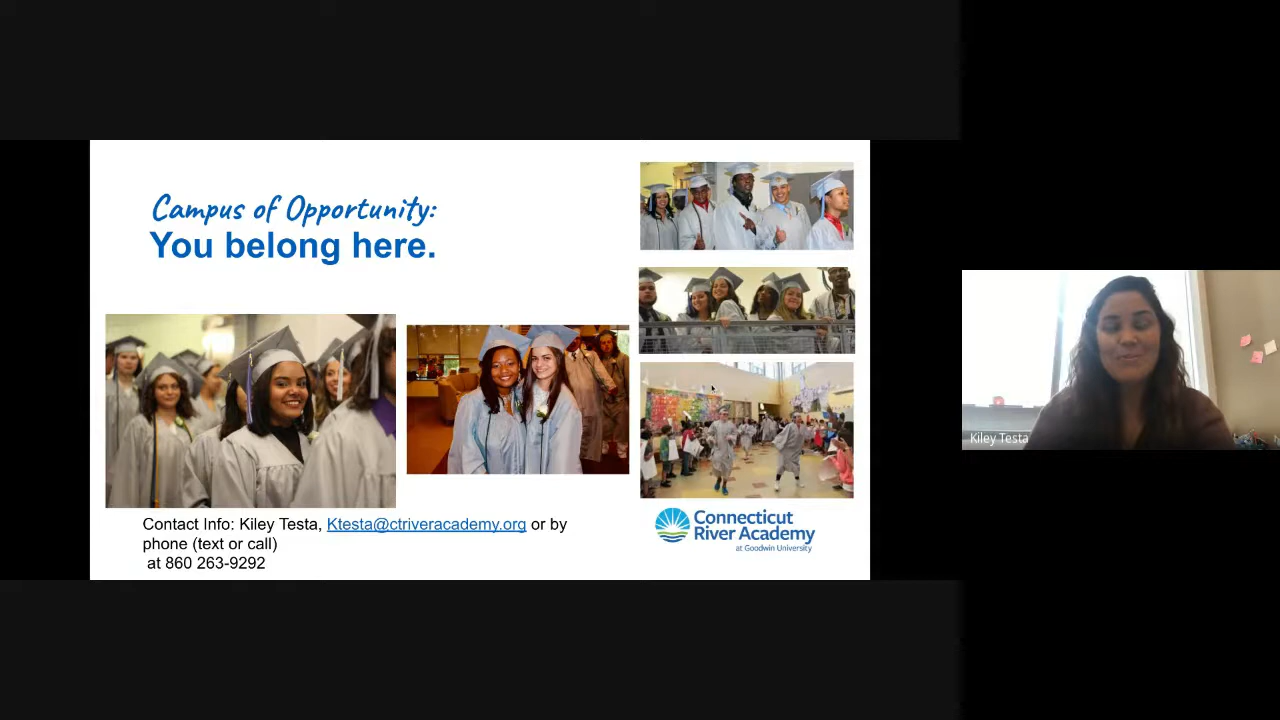 Campus of Opportunity:
You belong here.
Contact Info: Kiley Testa, Ktesta@ctriveracademy.org or by
phone (text or call)
at 860 263-9292
Connecticut
River Academy
at Goodwin University
Kiley Testa